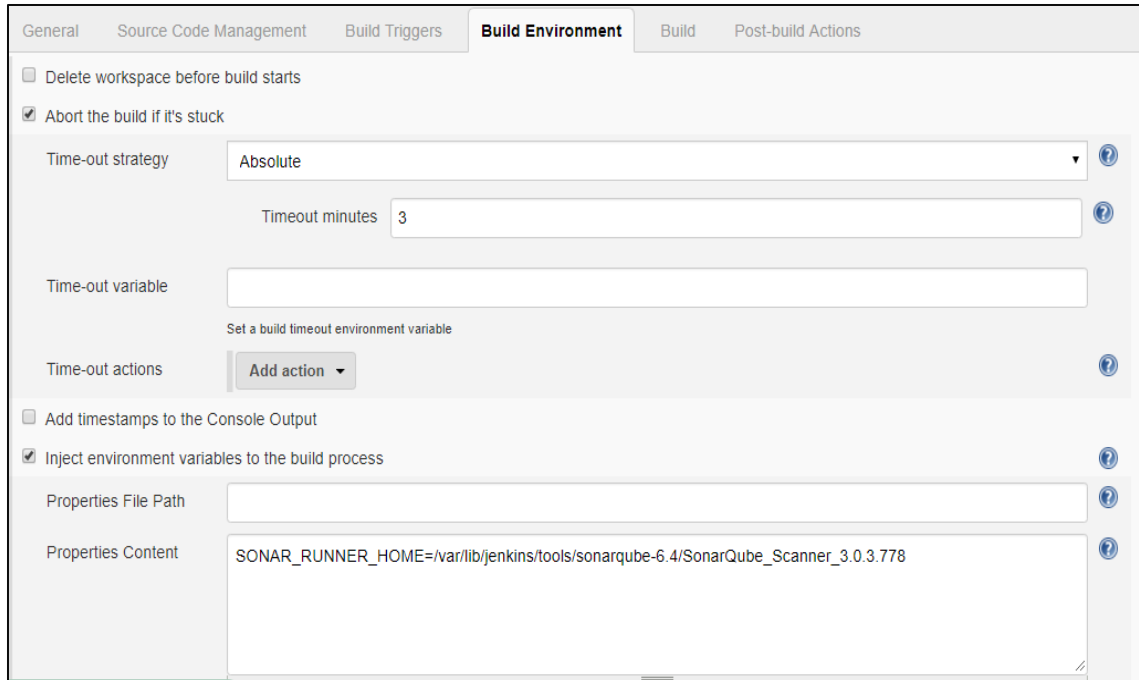 General Source Code Management Build Triggers Build Environment Build Post-build Actions
Delete workspace before build starts
Abort the build if it's stuck
Time-out strategy Absolute
Timeout minutes 3
Time-out variable
Set a build timeout environment variable
Time-out actions Add action
Add timestamps to the Console Output
Inject environment variables to the build process
Properties File Path
Properties Content SONAR_RUNNER_HOME=/var/lib/jenkins/tools/sonarqube-6.4/SonarQube_Scanner_3.0.3.778